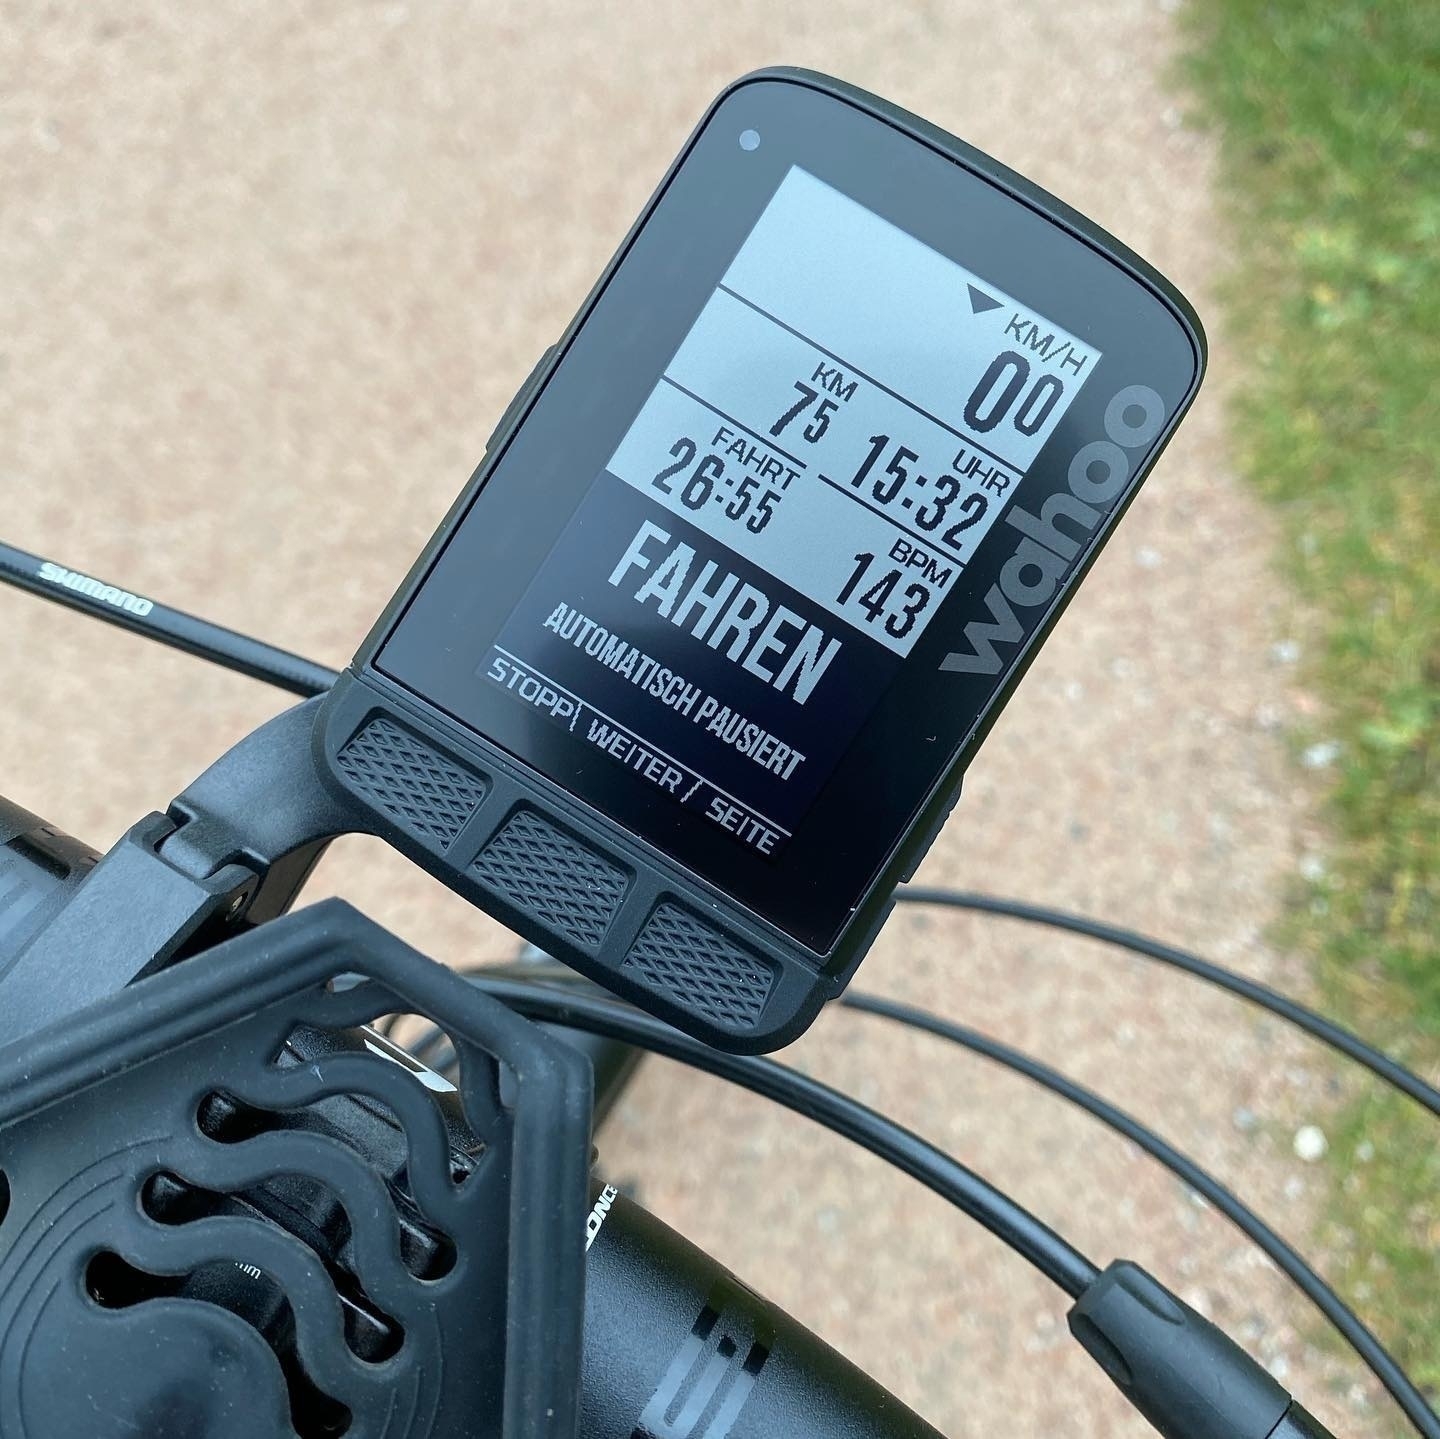 KM/H
00
KM
75
UHR
15:32
FAHRT
26:55
BPM
143
FAHREN
AUTOMATISCH PAUSIERT
STOPP WEITER SEITE
wahoo
SHIMANO
mm